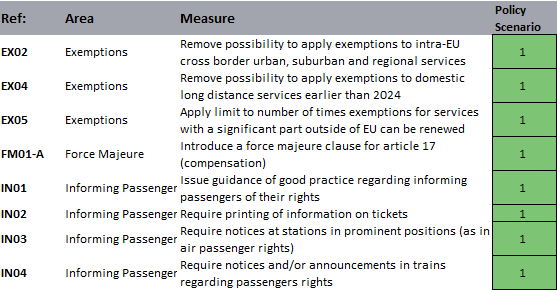 Ref: Area Measure Policy Scenario
EX02 Exemptions Remove possibility to apply exemptions to intra-EU
cross border urban, suburban and regional services 1
EX04 Exemptions Remove possibility to apply exemptions to domestic
long distance services earlier than 2024 1
EX05 Exemptions Apply limit to number of times exemptions for services
with a significant part outside of EU can be renewed 1
FM01-A Force Majeure Introduce a force majeure clause for article 17
(compensation) 1
IN01 Informing Passenger Issue guidance of good practice regarding informing
passengers of their rights 1
IN02 Informing Passenger Require printing of information on tickets 1
IN03 Informing Passenger Require notices at stations in prominent positions (as in
air passenger rights) 1
IN04 Informing Passenger Require notices and/or announcements in trains
regarding passengers rights 1